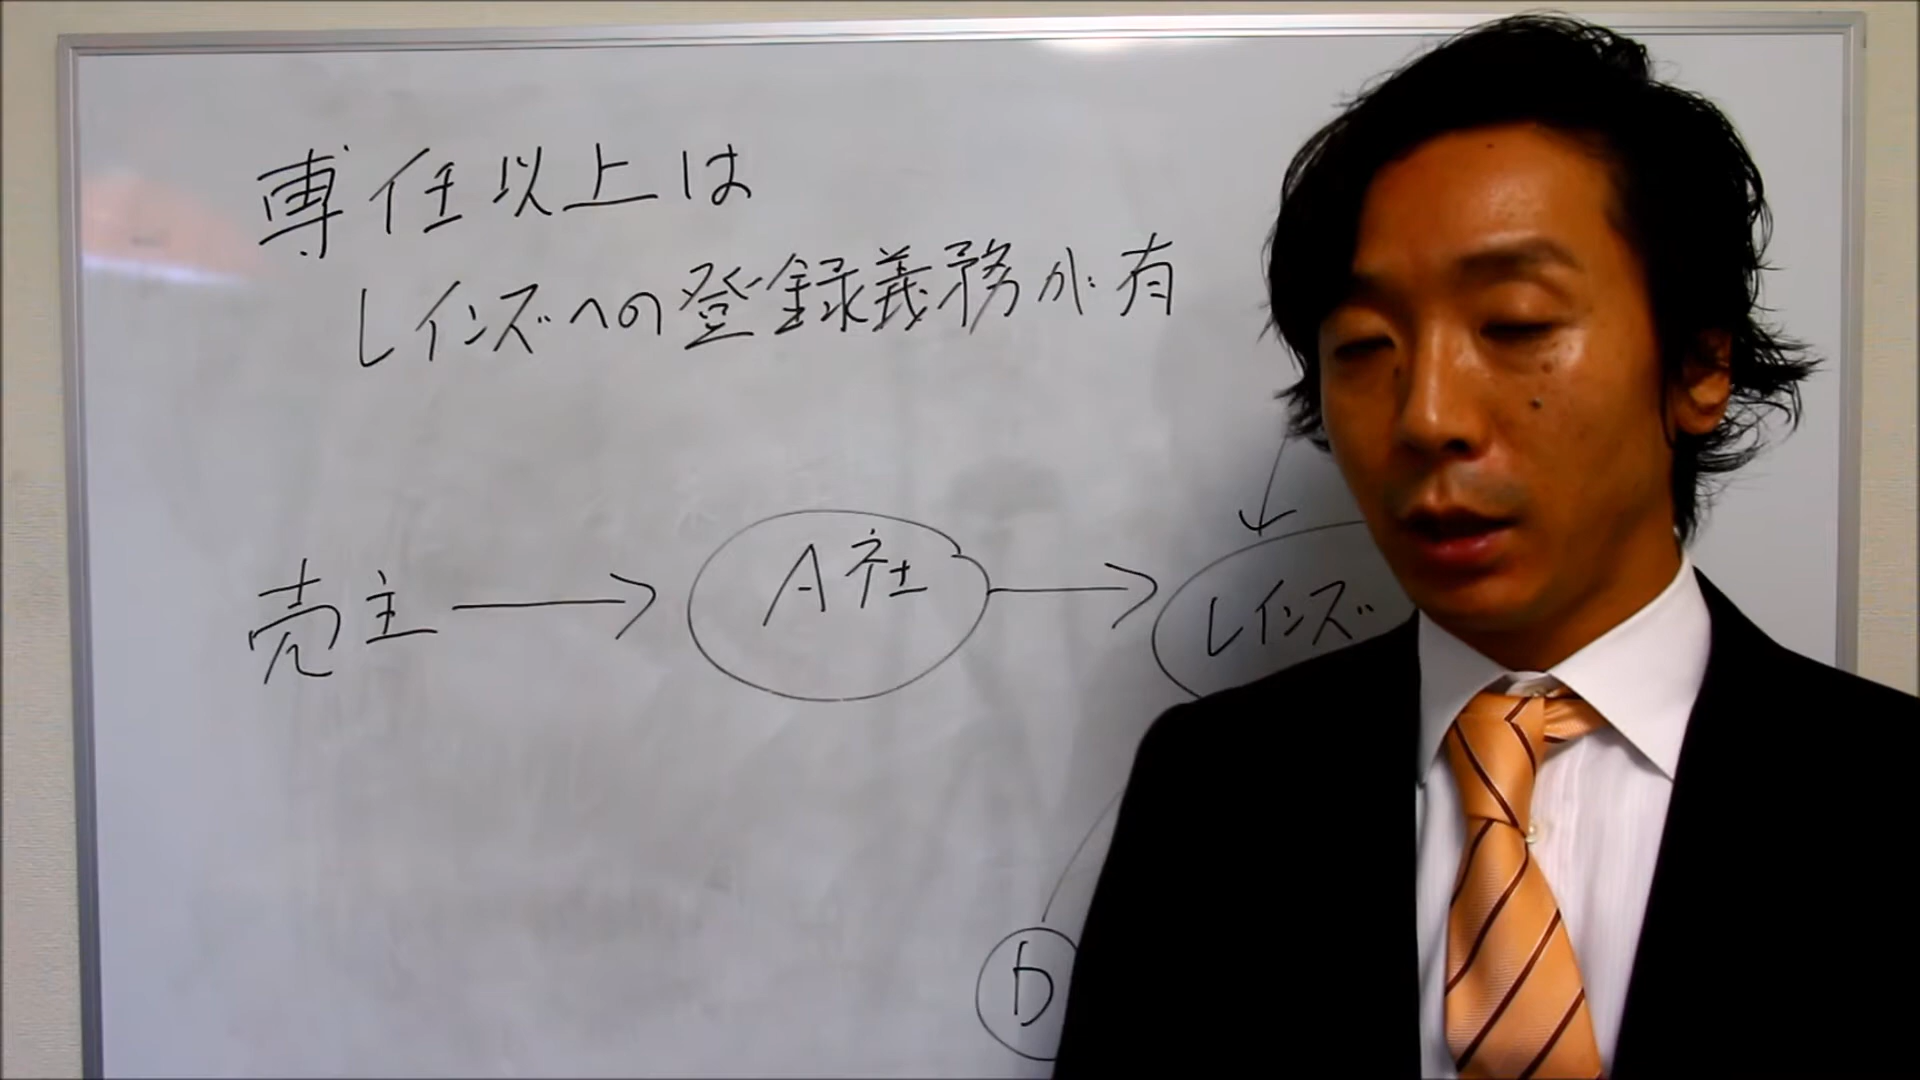 専任以上は
レインズへの登録義務が有
売主
A社
レインズ
D